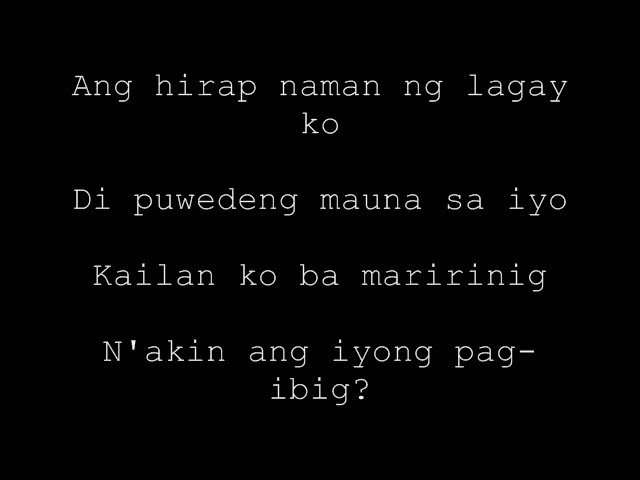 Ang hirap naman ng lagay
ko
Di puwedeng mauna sa iyo
Kailan ko ba maririnig
N'akin ang iyong pag-
ibig?